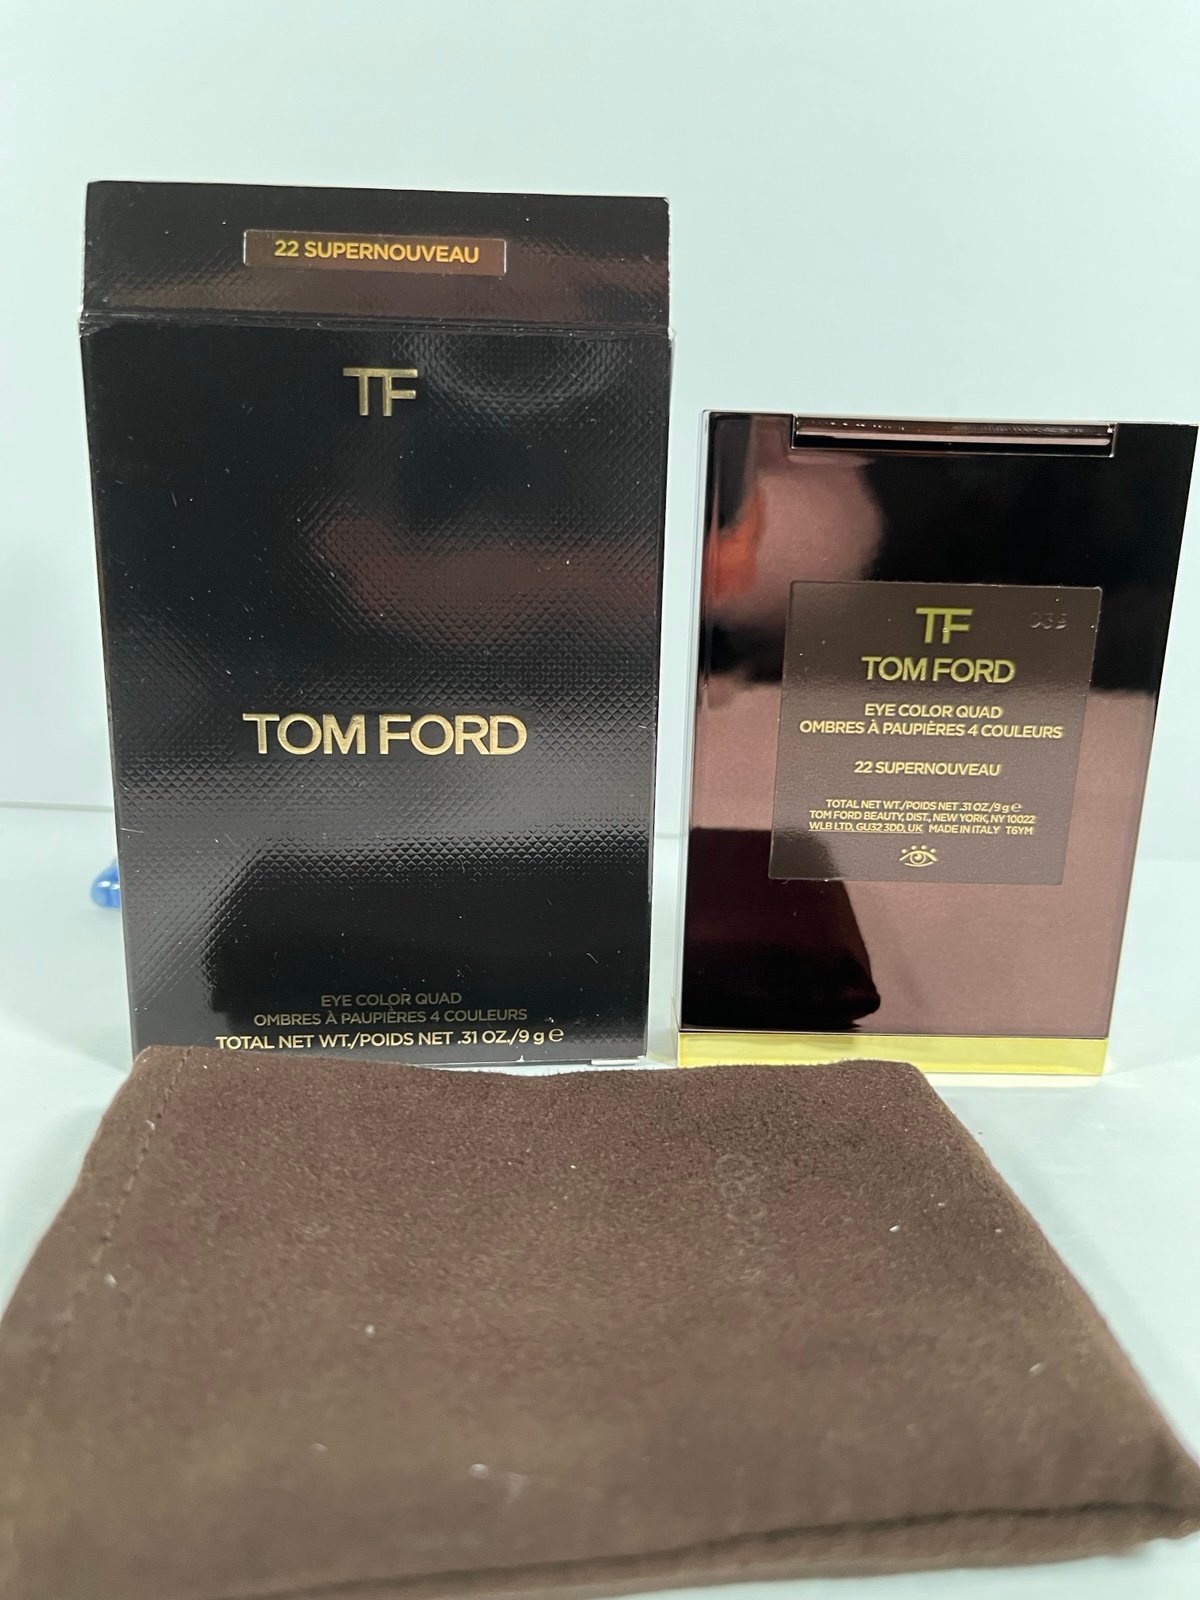 22 SUPERNOUVEAU
TF
TOM FORD
EYE COLOR QUAD
OMBRES À PAUPIÈRES 4 COULEURS
TOTAL NET WT./POIDS NET .31 OZ./9 g ℮
TF
TOM FORD
EYE COLOR QUAD
OMBRES À PAUPIÈRES 4 COULEURS
22 SUPERNOUVEAU
TOTAL NET WT./POIDS NET .31 OZ./9 g ℮
TOM FORD BEAUTY, DIST., NEW YORK, NY 10022
WLB LTD, GU32 3DD, UK MADE IN ITALY T6YM